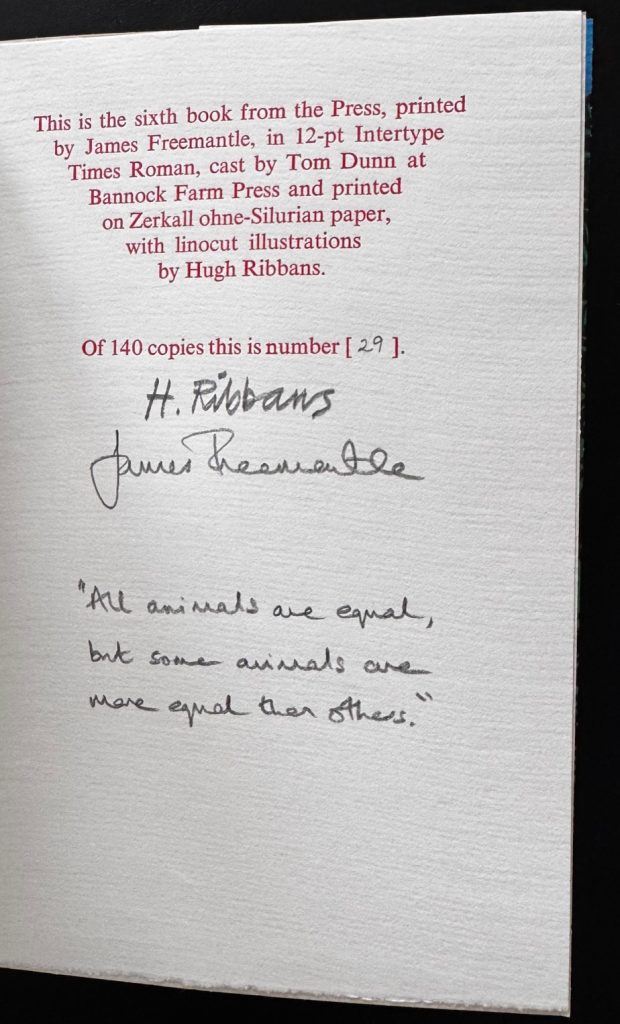 This is the sixth book from the Press, printed
by James Freemantle, in 12-pt Intertype
Times Roman, cast by Tom Dunn at
Bannock Farm Press and printed
on Zerkall ohne-Silurian paper,
with linocut illustrations
by Hugh Ribbans.
Of 140 copies this is number [ 29 ].
H. Ribbans
James Freemantle
"All animals are equal,
but some animals are
more equal than others."